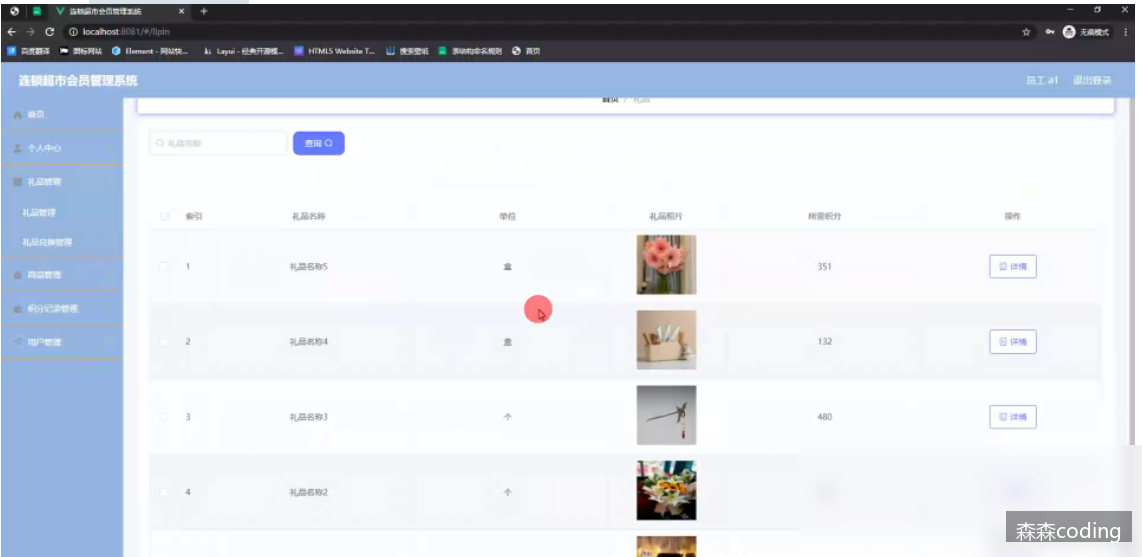 连锁超市会员管理系统
localhost:8081/#/lipin
无痕模式
百度翻译 Element - 网站快... Layui - 经典开源模... HTML5 Website T... 搜索壁纸 源码命名规则 首页
连锁超市会员管理系统 员工 a1 退出登录
首页 / 礼品
首页
个人中心
礼品管理
礼品管理
礼品兑换管理
商品管理
积分记录管理
用户管理
礼品名称 查询
索引 礼品名称 单位 礼品照片 所需积分 操作
1 礼品名称5 盒 351 详情
2 礼品名称4 盒 132 详情
3 礼品名称3 个 480 详情
4 礼品名称2 个
森森coding